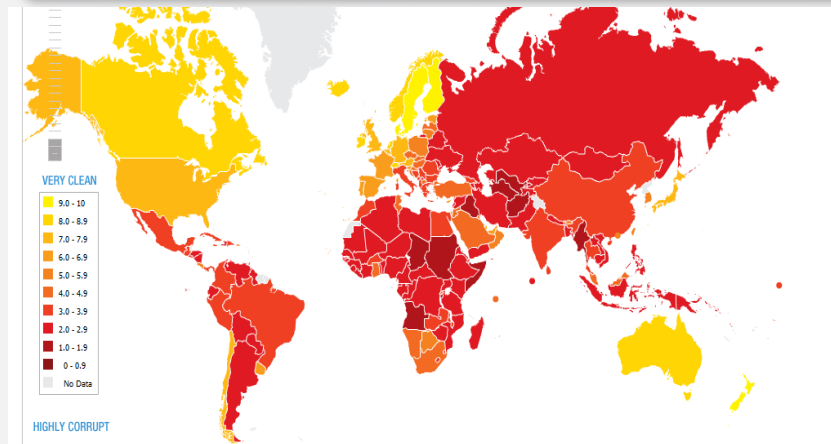 VERY CLEAN
9.0 - 10
8.0 - 8.9
7.0 - 7.9
6.0 - 6.9
5.0 - 5.9
4.0 - 4.9
3.0 - 3.9
2.0 - 2.9
1.0 - 1.9
0 - 0.9
No Data
HIGHLY CORRUPT